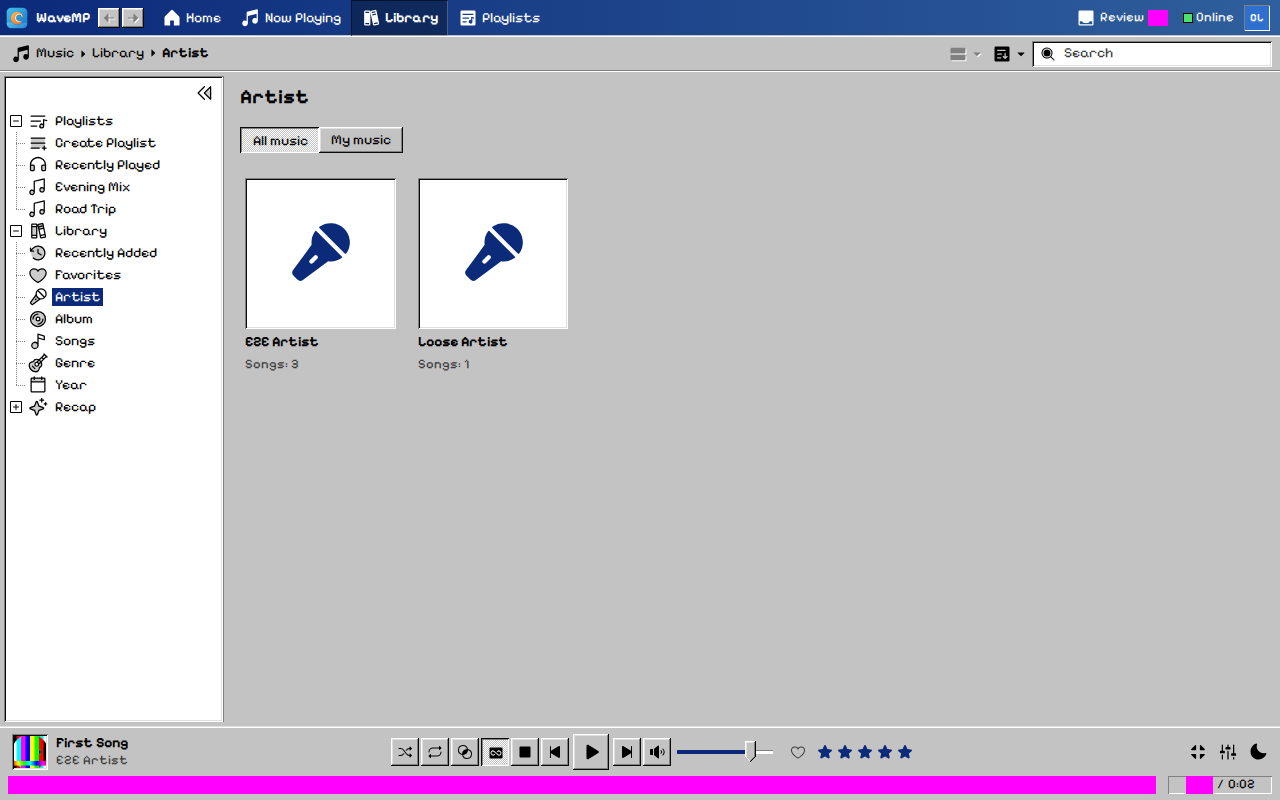 WaveMP Home Now Playing Library Playlists Review Online OL
Music Library Artist Search
Playlists
Create Playlist
Recently Played
Evening Mix
Road Trip
Library
Recently Added
Favorites
Artist
Album
Songs
Genre
Year
Recap
Artist
All music My music
E2E Artist
Songs: 3
Loose Artist
Songs: 1
First Song
E2E Artist
/ 0:02